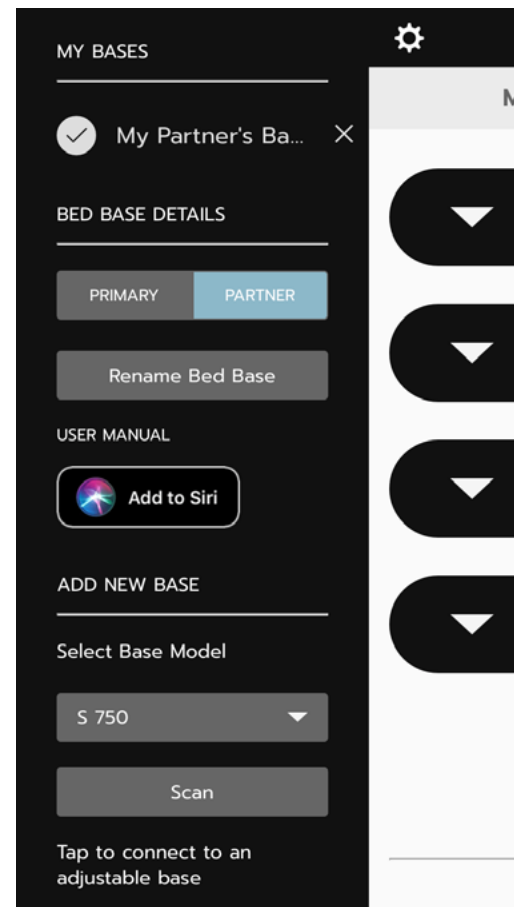 MY BASES
My Partner's Ba...
BED BASE DETAILS
PRIMARY PARTNER
Rename Bed Base
USER MANUAL
Add to Siri
ADD NEW BASE
Select Base Model
S 750
Scan
Tap to connect to an
adjustable base
M